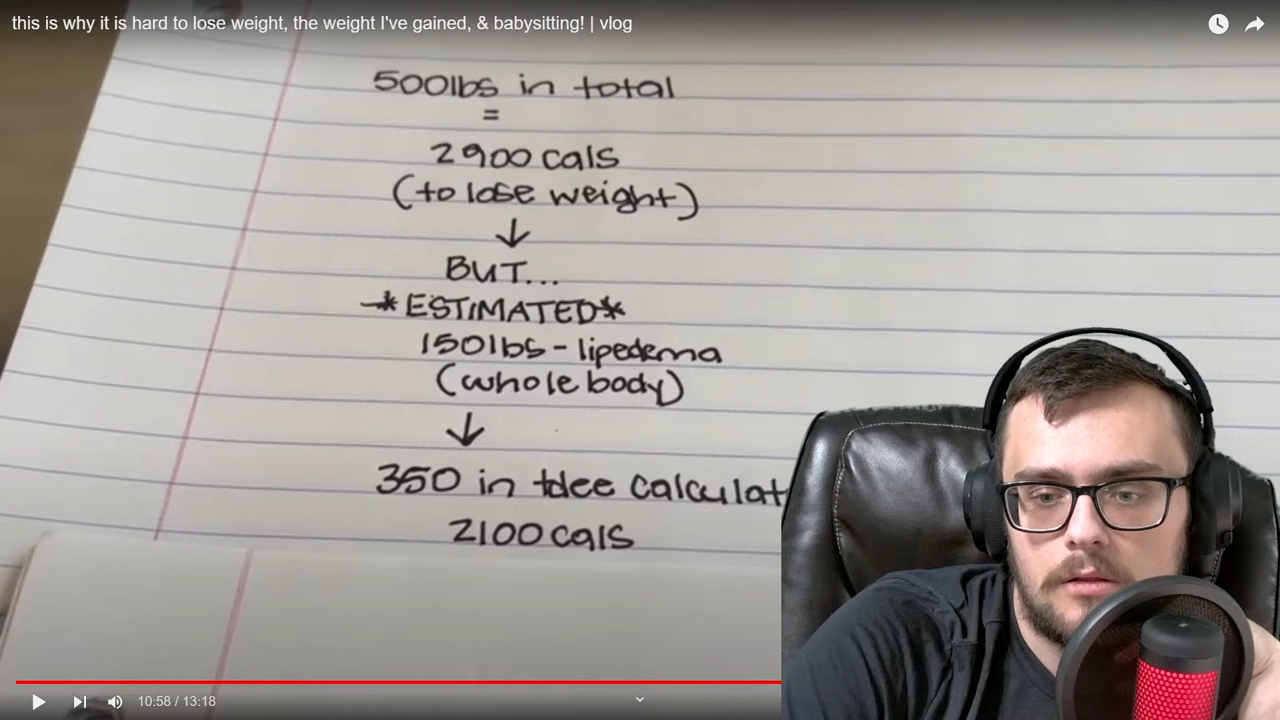 this is why it is hard to lose weight, the weight I've gained, & babysitting! | vlog
500lbs in total
=
2900 cals
(to lose weight)
↓
BUT...
*ESTIMATED*
150lbs - lipedema
(whole body)
↓
350 in tdee calculat
2100 cals
10:58 / 13:18